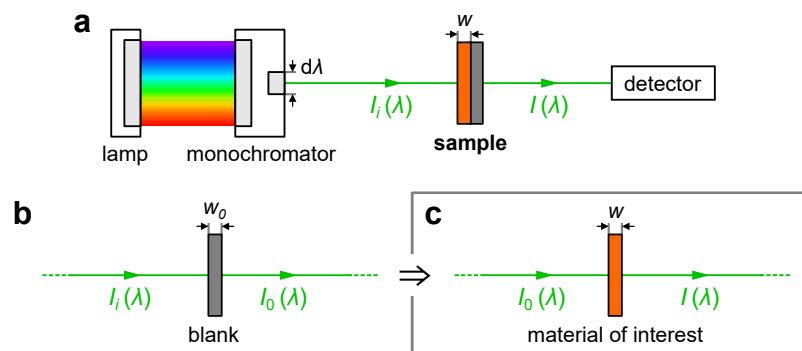 a
w
dλ
I_i (λ)
I (λ)
detector
lamp
monochromator
sample
b
w_0
I_i (λ)
I_0 (λ)
blank
⇒
c
w
I_0 (λ)
I (λ)
material of interest